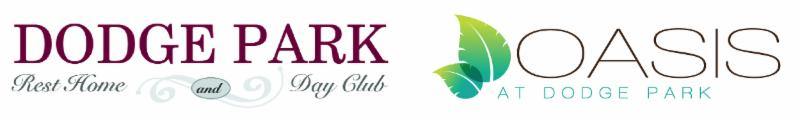 DODGE PARK
Rest Home and Day Club
OASIS
AT DODGE PARK